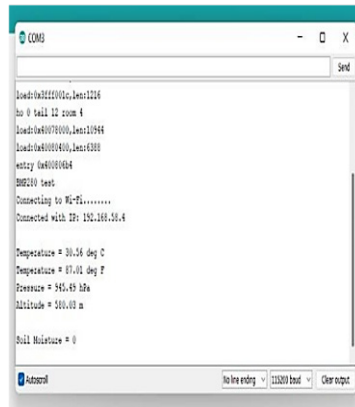 COM3
Send
load:0x3fff001c,len:1216
ho 0 tail 12 room 4
load:0x40078000,len:10944
load:0x40080400,len:6388
entry 0x400806b4
BMP280 test
Connecting to Wi-Fi........
Connected with IP: 192.168.58.4
Temperature = 30.56 deg C
Temperature = 87.01 deg F
Pressure = 945.49 hPa
Altitude = 580.03 m
Soil Moisture = 0
Autoscroll
No line ending
115200 baud
Clear output